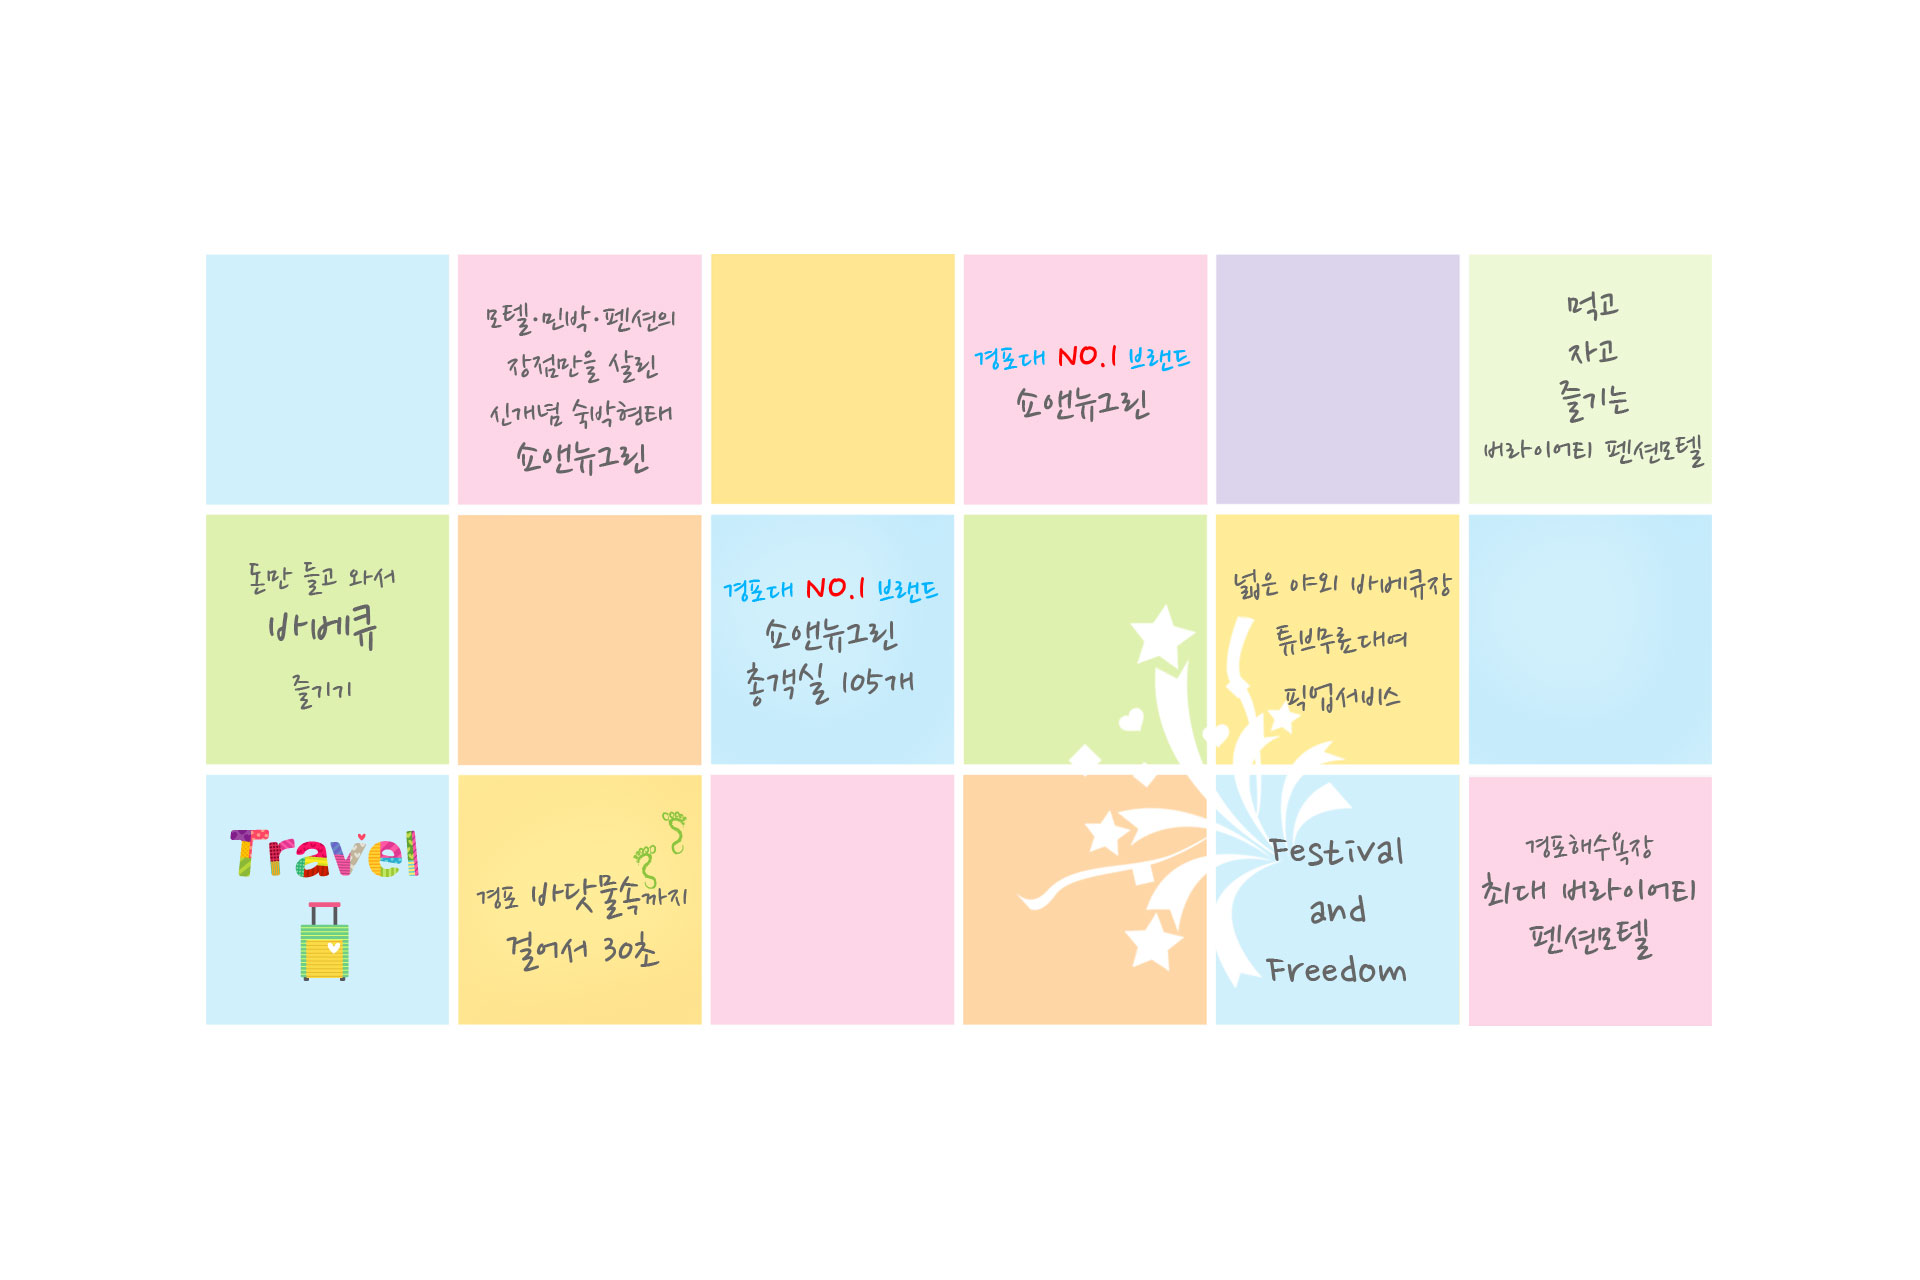 모텔·민박·펜션의
장점만을 살린
신개념 숙박형태
쇼앤뉴그린
경포대 NO.1 브랜드
쇼앤뉴그린
먹고
자고
즐기는
버라이어티 펜션모텔
돈만 들고 와서
바베큐
즐기기
경포대 NO.1 브랜드
쇼앤뉴그린
총객실 105개
넓은 야외 바베큐장
튜브무료대여
픽업서비스
Travel
경포 바닷물속까지
걸어서 30초
Festival
and
Freedom
경포해수욕장
최대 버라이어티
펜션모텔